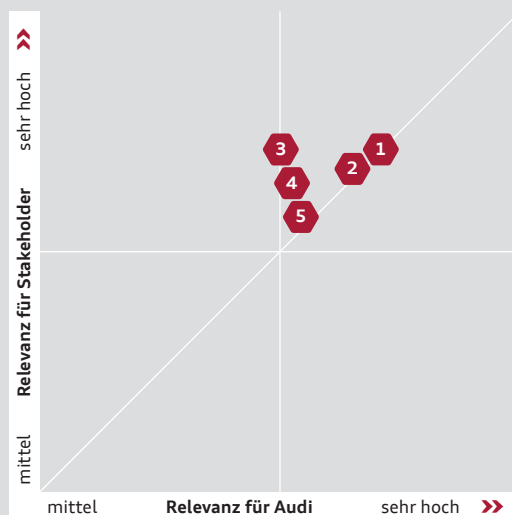 sehr hoch
Relevanz für Stakeholder
mittel
3
1
2
4
5
mittel
Relevanz für Audi
sehr hoch